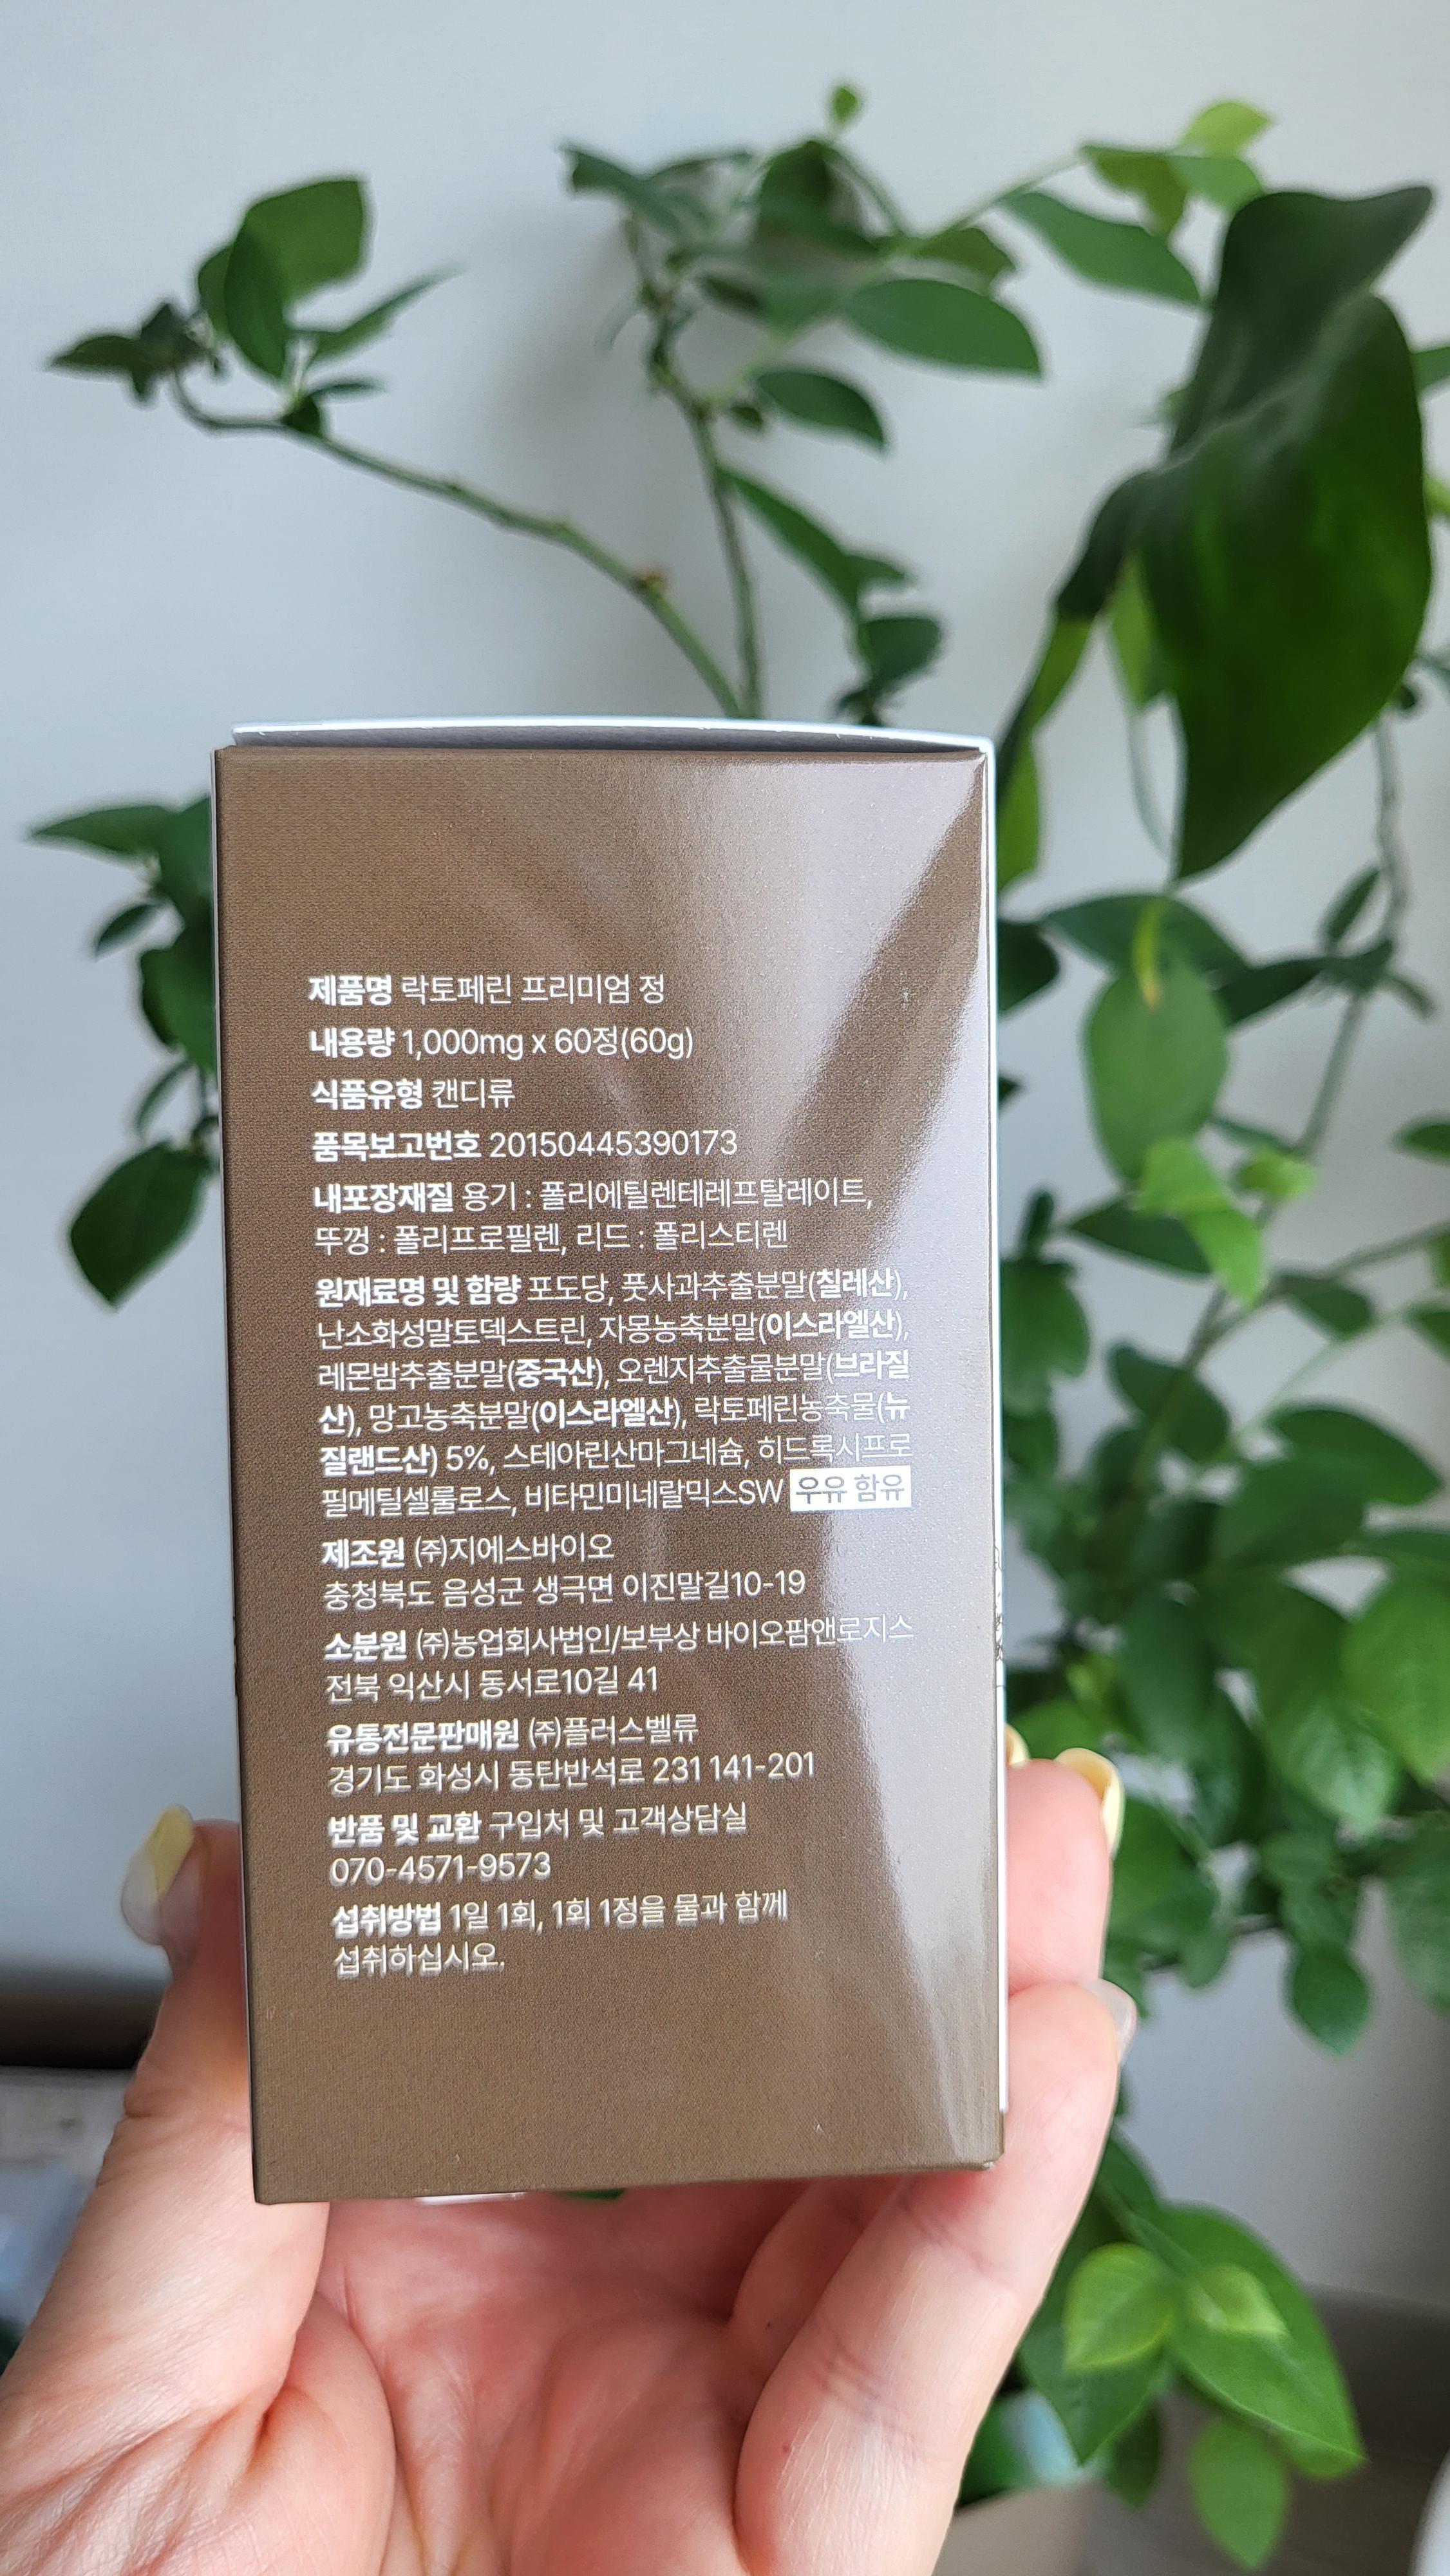 제품명 락토페린 프리미엄 정
내용량 1,000mg x 60정(60g)
식품유형 캔디류
품목보고번호 20150445390173
내포장재질 용기 : 폴리에틸렌테레프탈레이트,
뚜껑 : 폴리프로필렌, 리드 : 폴리스티렌
원재료명 및 함량 포도당, 풋사과추출분말(칠레산),
난소화성말토덱스트린, 자몽농축분말(이스라엘산),
레몬밤추출분말(중국산), 오렌지추출물분말(브라질
산), 망고농축분말(이스라엘산), 락토페린농축물(뉴
질랜드산) 5%, 스테아린산마그네슘, 히드록시프로
필메틸셀룰로스, 비타민미네랄믹스SW 우유 함유
제조원 ㈜지에스바이오
충청북도 음성군 생극면 이진말길10-19
소분원 ㈜농업회사법인/보부상 바이오팜앤로지스
전북 익산시 동서로10길 41
유통전문판매원 ㈜플러스벨류
경기도 화성시 동탄반석로 231 141-201
반품 및 교환 구입처 및 고객상담실
070-4571-9573
섭취방법 1일 1회, 1회 1정을 물과 함께
섭취하십시오.